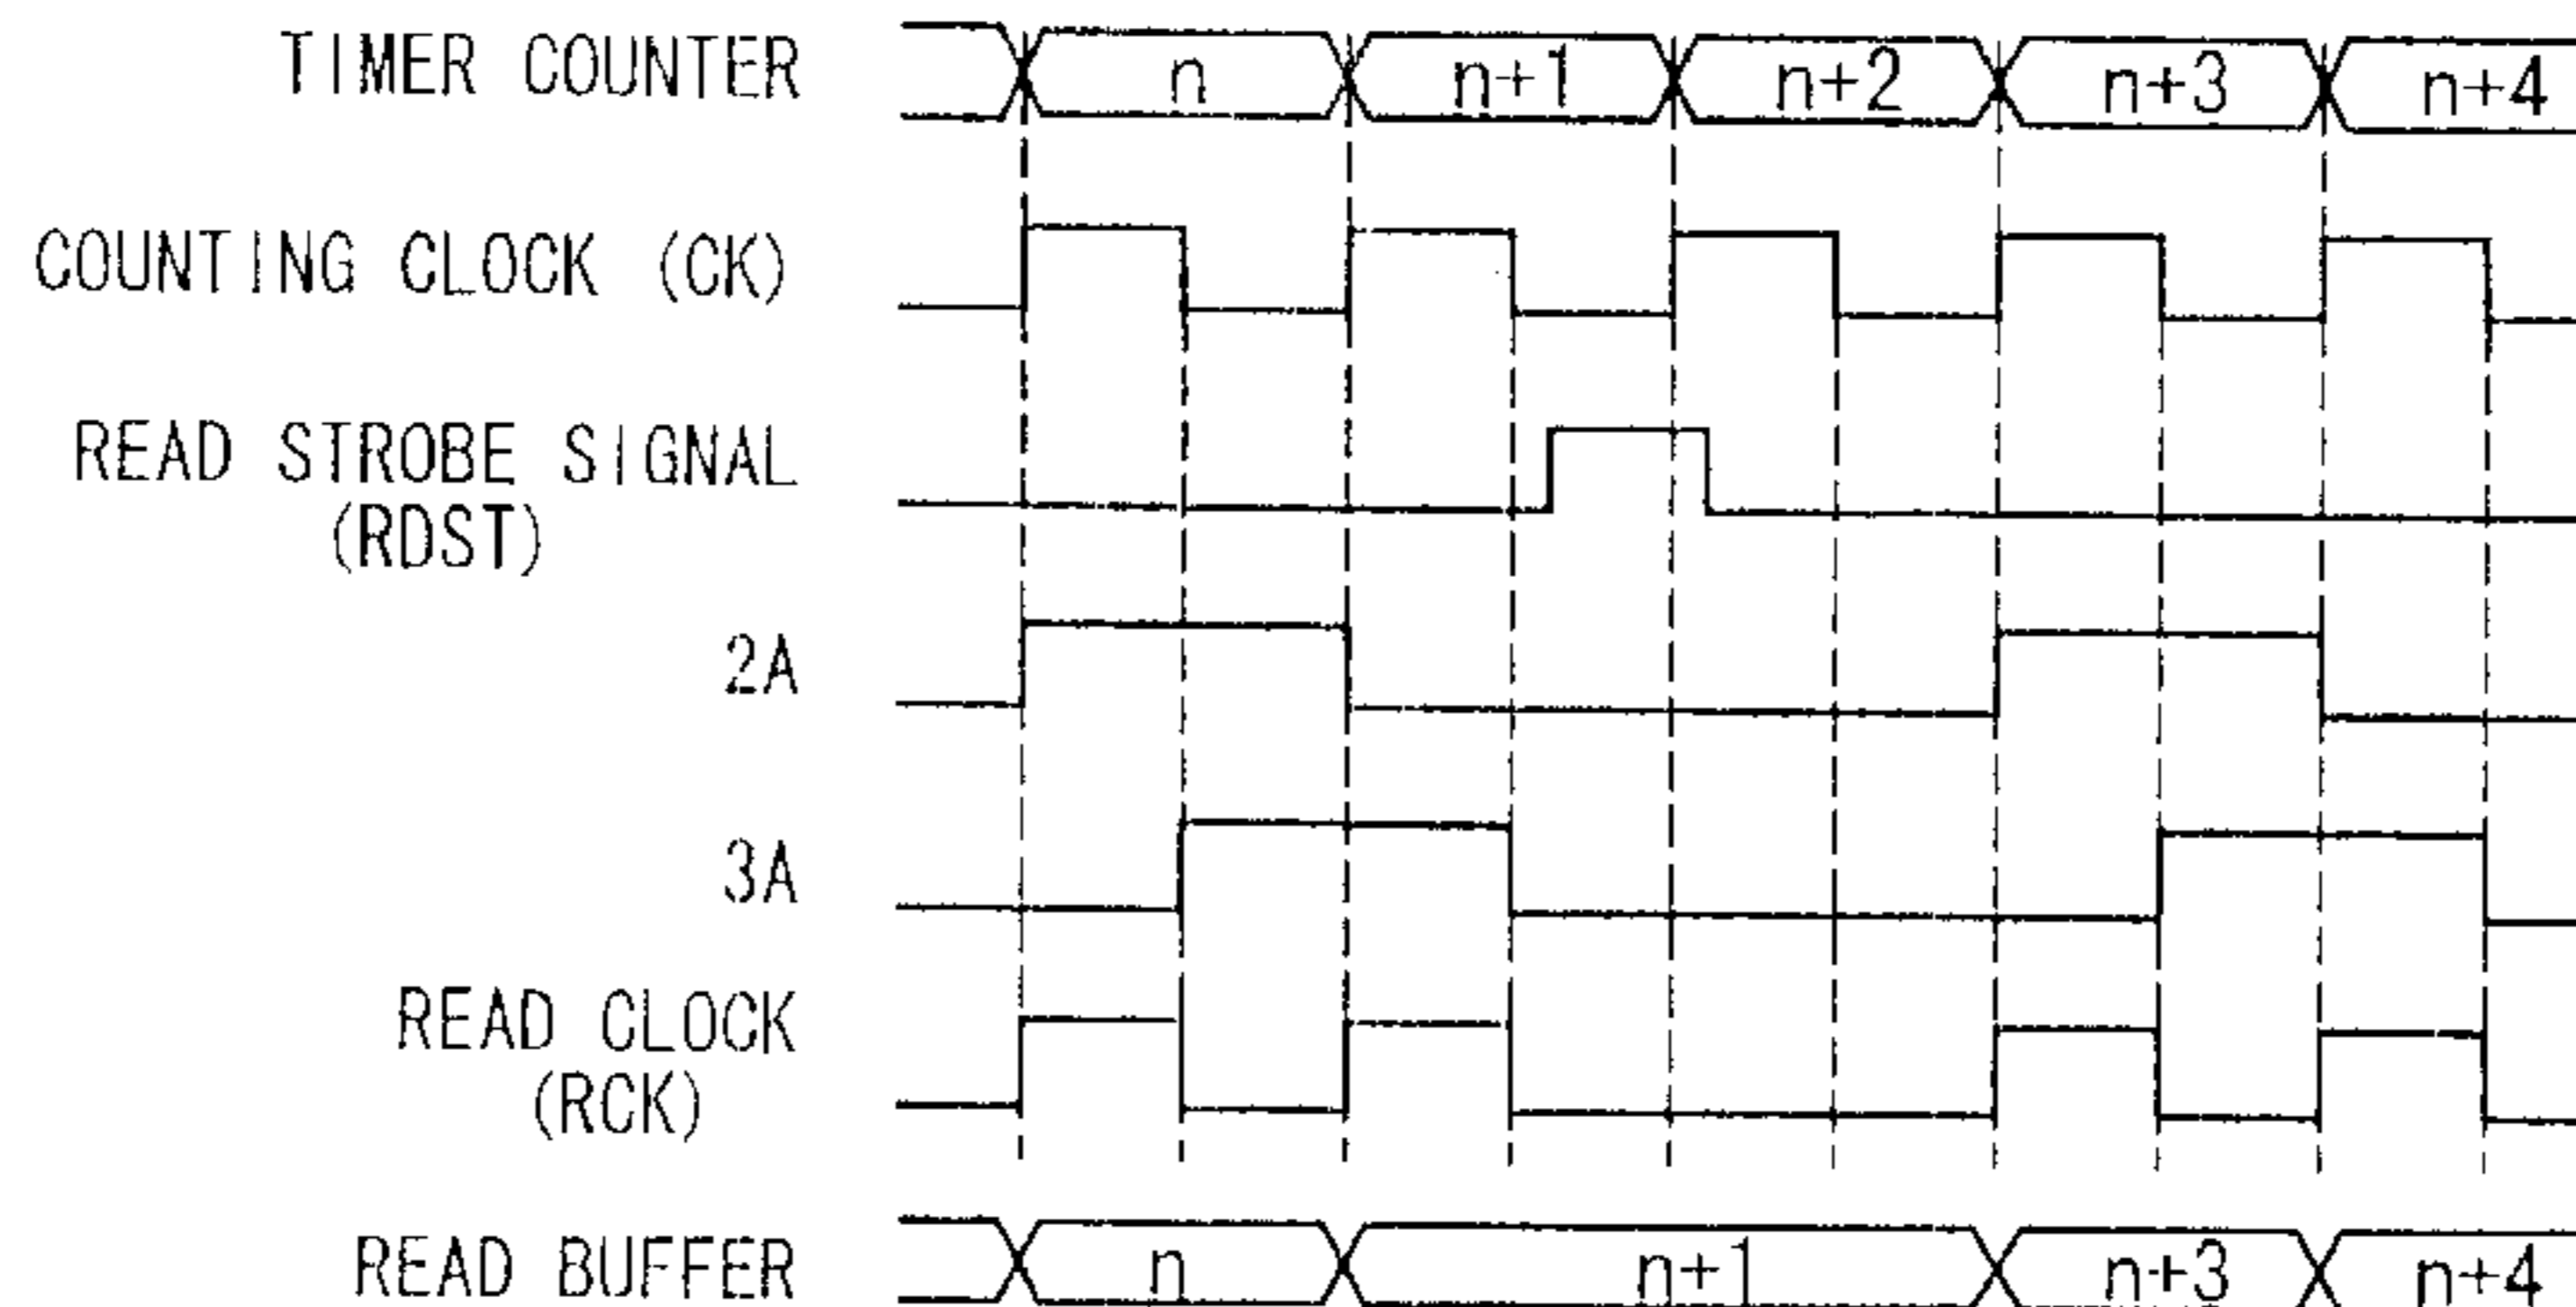 TIMER COUNTER n n+1 n+2 n+3 n+4
COUNTING CLOCK (CK)
READ STROBE SIGNAL
(RDST)
2A
3A
READ CLOCK
(RCK)
READ BUFFER n n+1 n+3 n+4